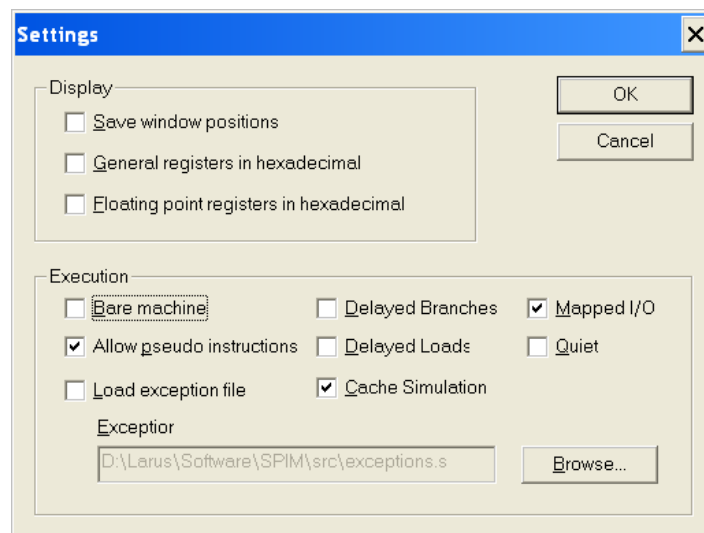 Settings
Display
Save window positions
General registers in hexadecimal
Floating point registers in hexadecimal
OK
Cancel
Execution
Bare machine
Delayed Branches
Mapped I/O
Allow pseudo instructions
Delayed Loads
Quiet
Load exception file
Cache Simulation
Exceptior
D:\Larus\Software\SPIM\src\exceptions.s
Browse...